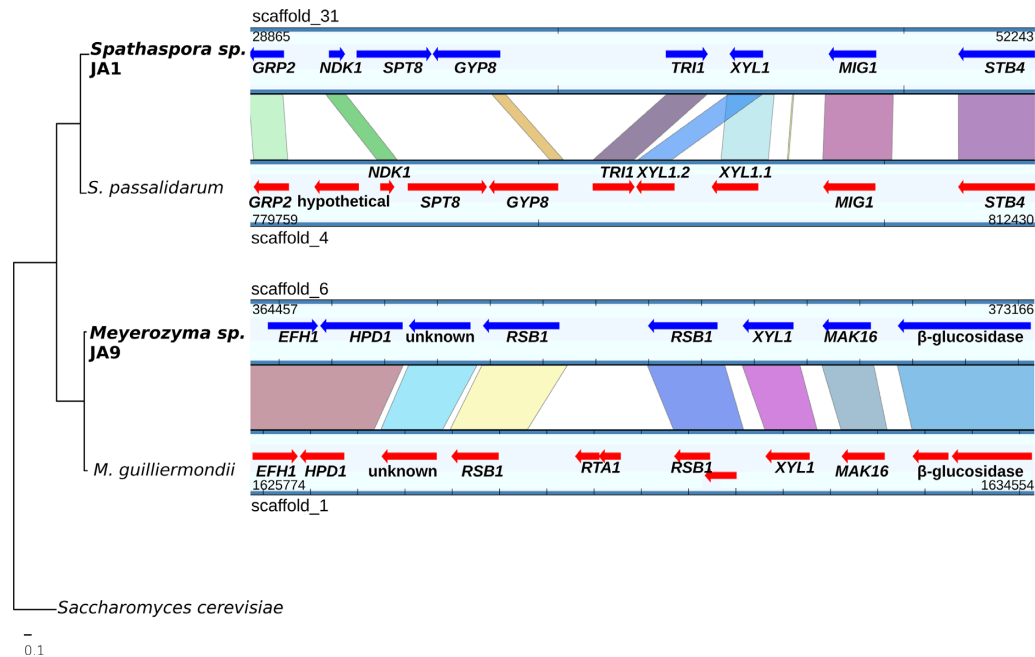 scaffold_31
28865 52243
Spathaspora sp.
JA1
GRP2 NDK1 SPT8 GYP8 TRI1 XYL1 MIG1 STB4
NDK1 TRI1 XYL1.2 XYL1.1
S. passalidarum
GRP2 hypothetical SPT8 GYP8 MIG1 STB4
779759 812430
scaffold_4
scaffold_6
364457 373166
Meyerozyma sp.
JA9
EFH1 HPD1 unknown RSB1 RSB1 XYL1 MAK16 β-glucosidase
M. guilliermondii
EFH1 HPD1 unknown RSB1 RTA1 RSB1 XYL1 MAK16 β-glucosidase
1625774 1634554
scaffold_1
Saccharomyces cerevisiae
0.1